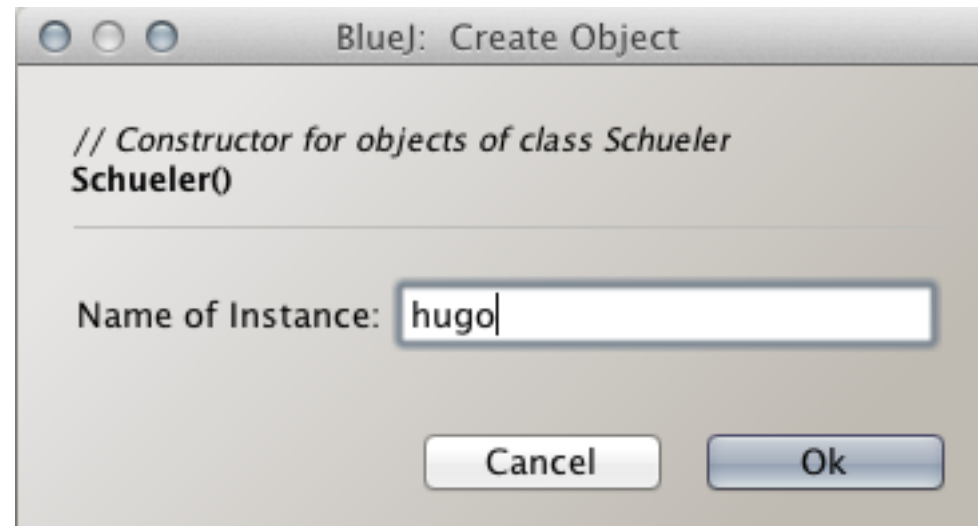 BlueJ: Create Object
// Constructor for objects of class Schueler
Schueler()
Name of Instance: hugo
Cancel Ok